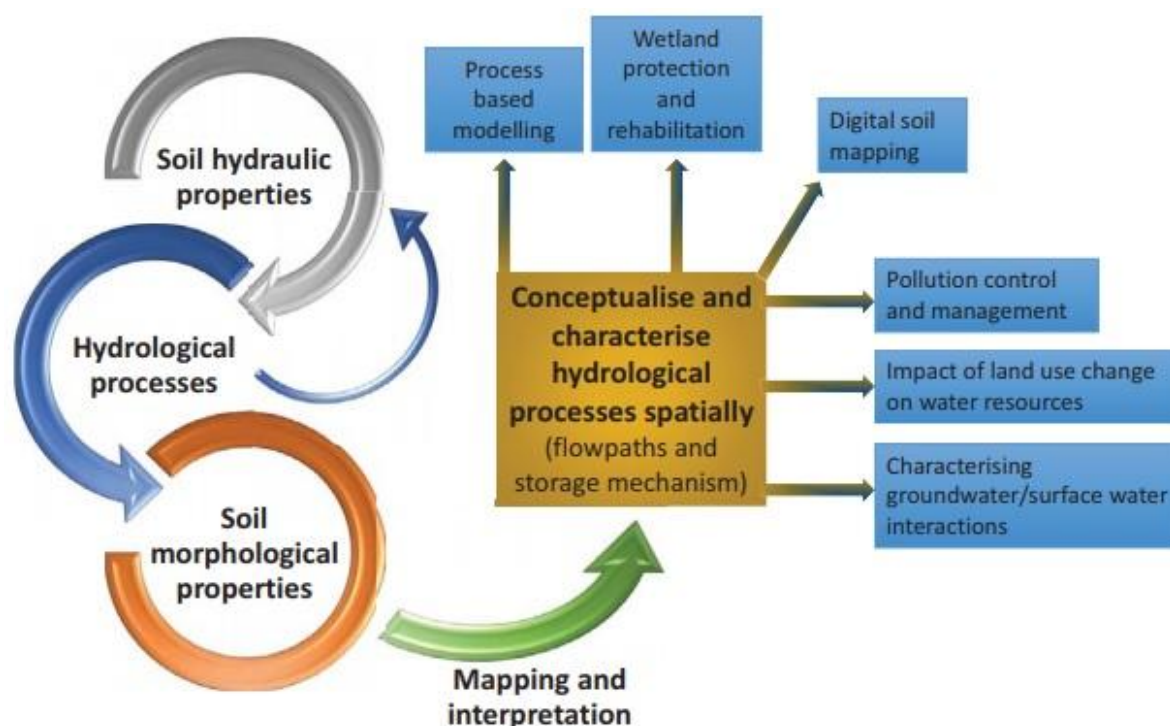 Soil hydraulic
properties
Hydrological
processes
Soil
morphological
properties
Mapping and
interpretation
Conceptualise and
characterise
hydrological
processes spatially
(flowpaths and
storage mechanism)
Process
based
modelling
Wetland
protection
and
rehabilitation
Digital soil
mapping
Pollution control
and management
Impact of land use change
on water resources
Characterising
groundwater/surface water
interactions